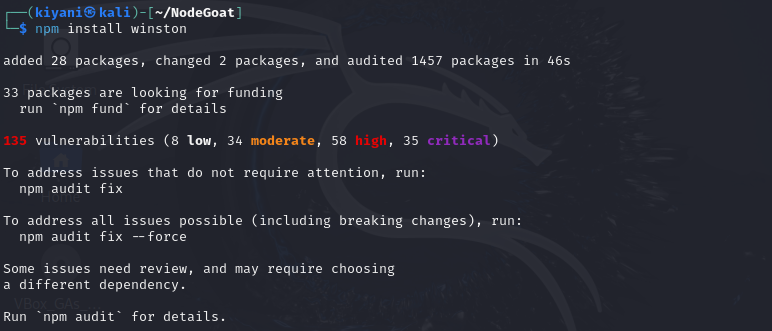 ┌──(kiyani㉿kali)-[~/NodeGoat]
└─$ npm install winston
added 28 packages, changed 2 packages, and audited 1457 packages in 46s
33 packages are looking for funding
run `npm fund` for details
135 vulnerabilities (8 low, 34 moderate, 58 high, 35 critical)
To address issues that do not require attention, run:
npm audit fix
To address all issues possible (including breaking changes), run:
npm audit fix --force
Some issues need review, and may require choosing
a different dependency.
Run `npm audit` for details.
Home
VBox_GAs